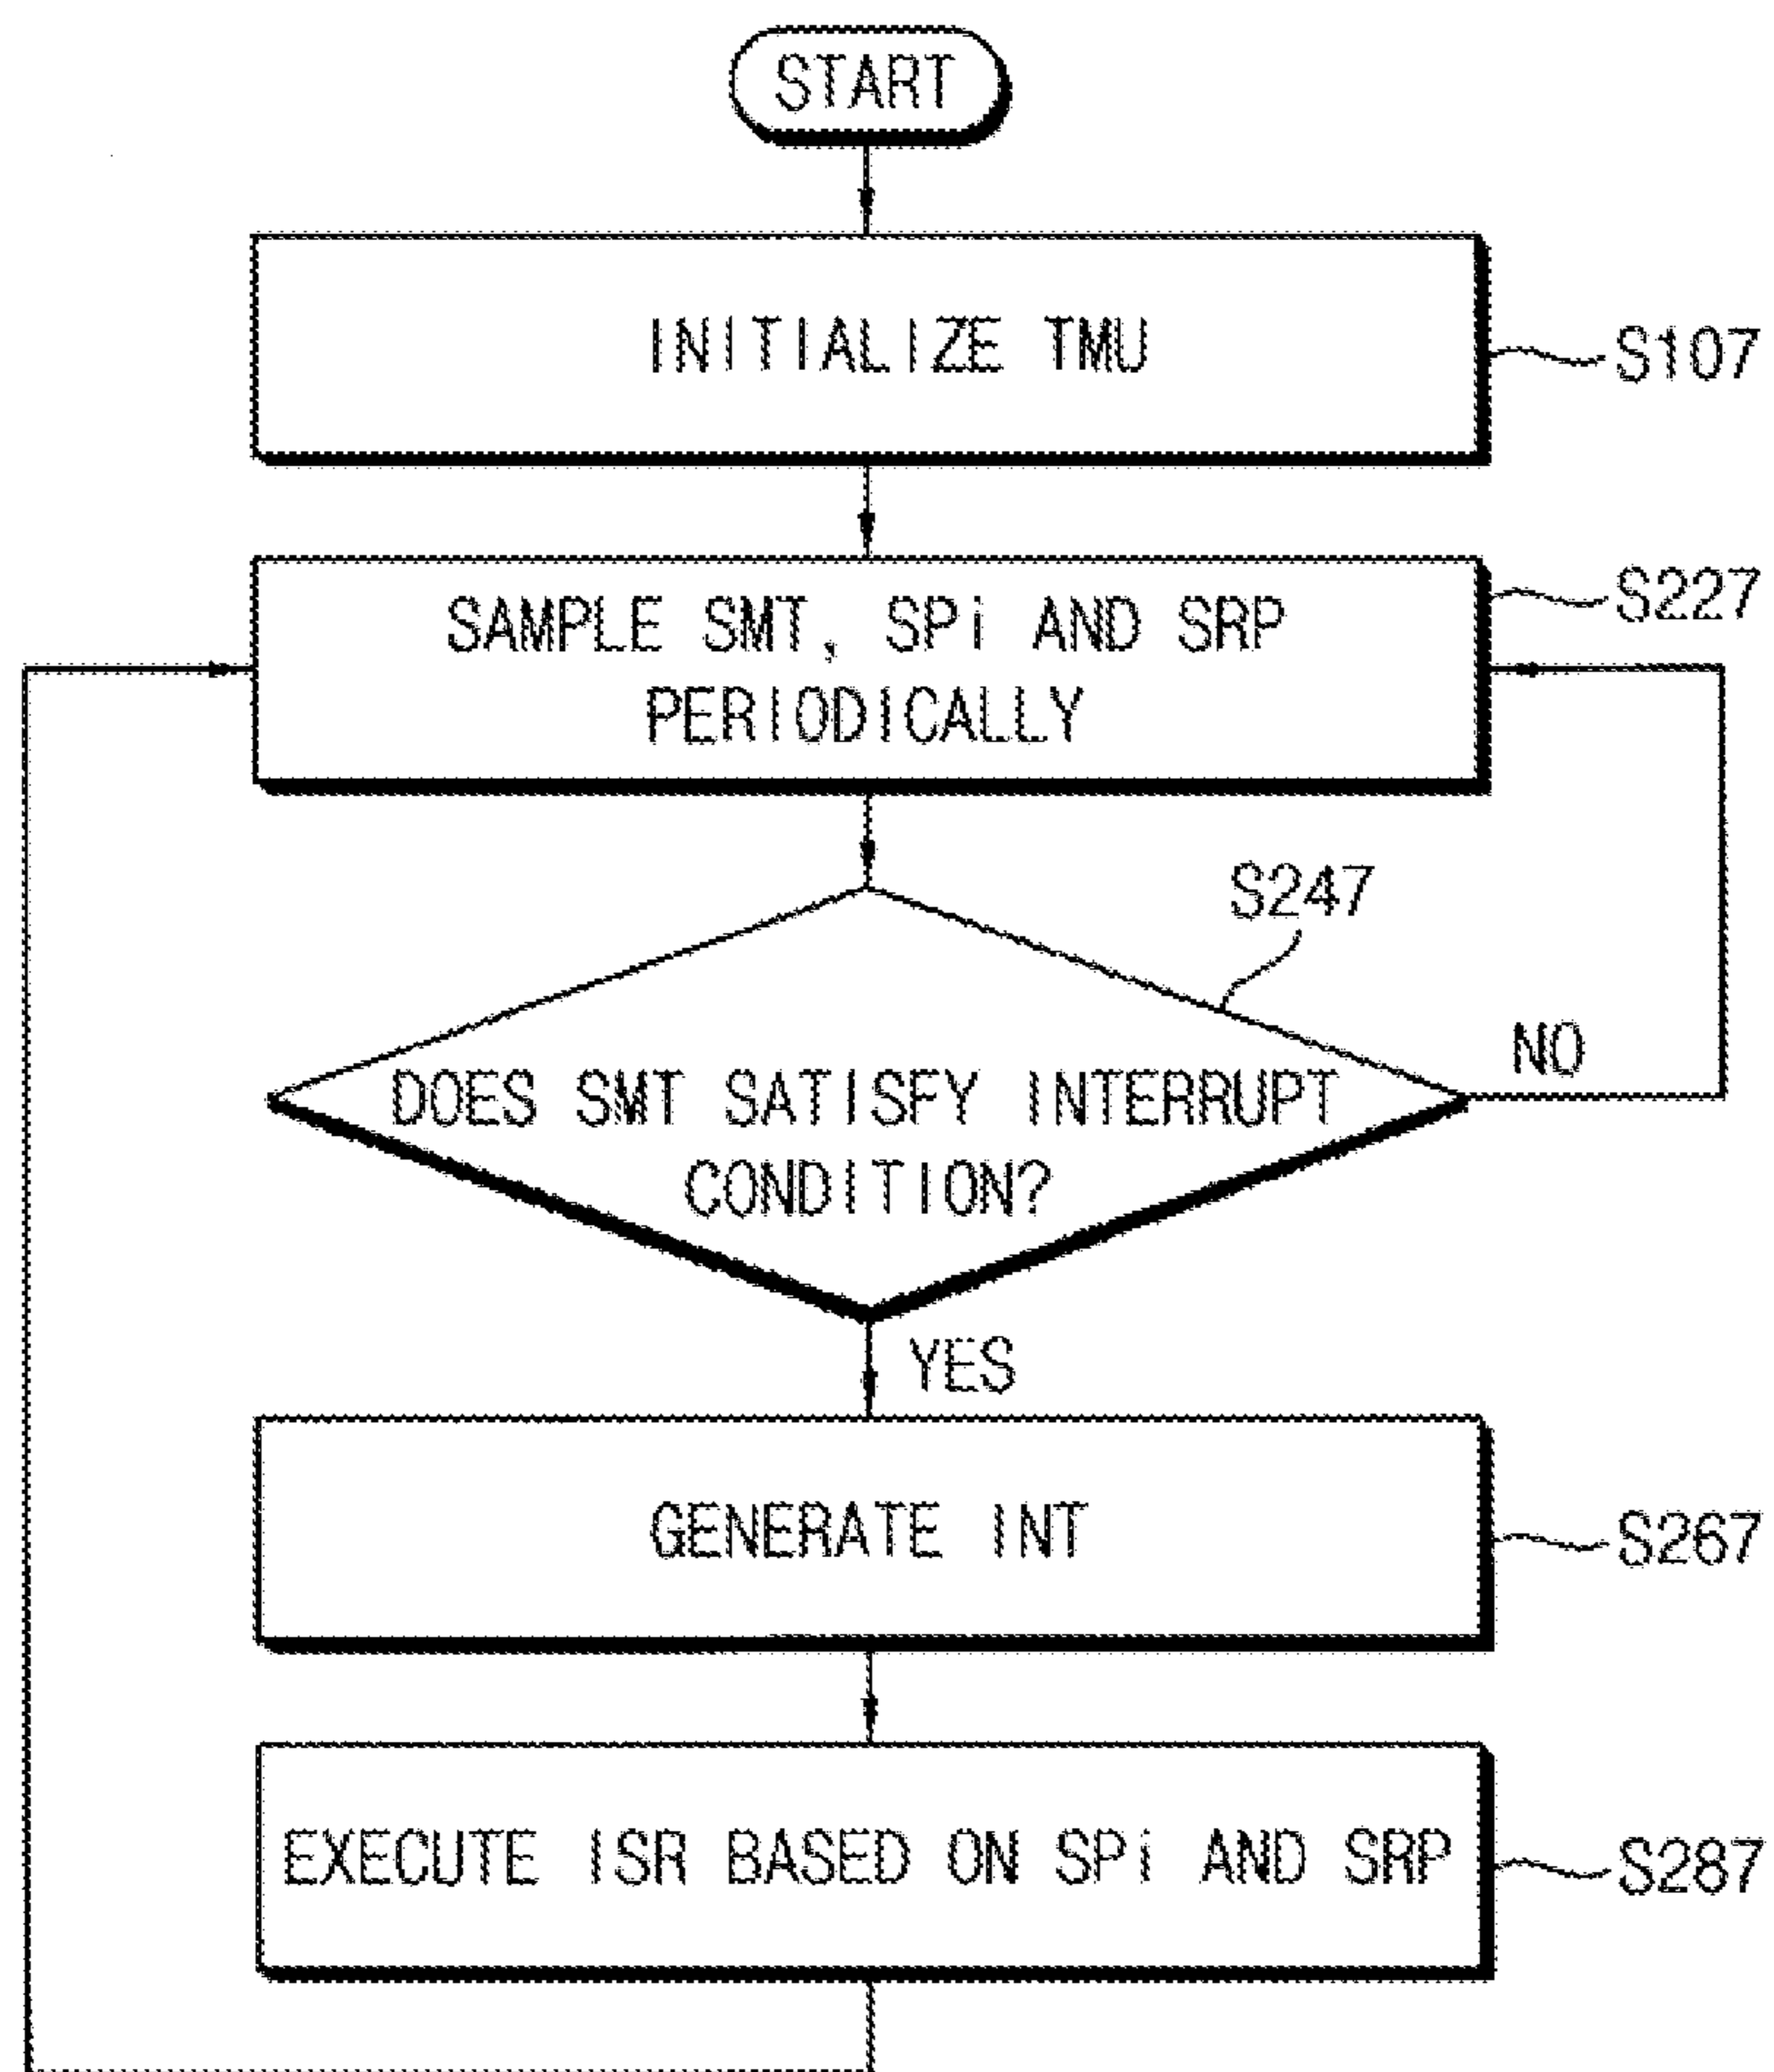 START
INITIALIZE TMU
S107
SAMPLE SMT, SPi AND SRP
PERIODICALLY
S227
S247
DOES SMT SATISFY INTERRUPT
CONDITION?
NO
YES
GENERATE INT
S267
EXECUTE ISR BASED ON SPi AND SRP
S287